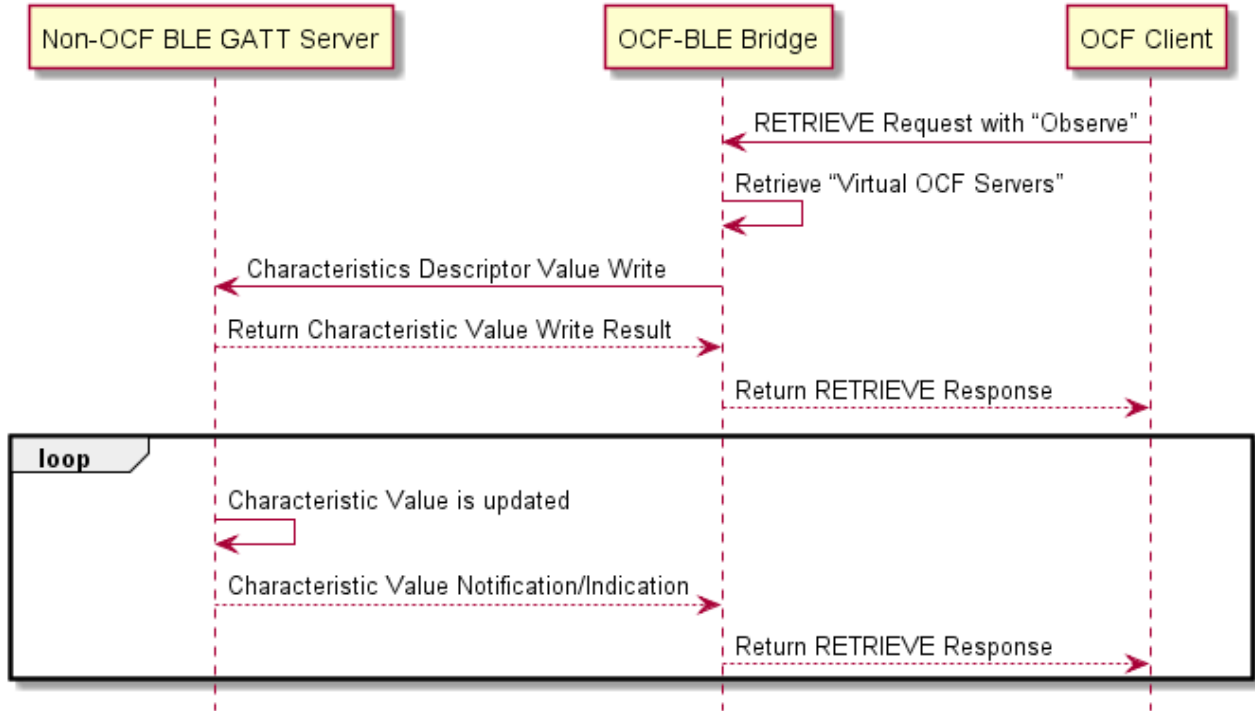 Non-OCF BLE GATT Server
OCF-BLE Bridge
OCF Client
RETRIEVE Request with “Observe”
Retrieve “Virtual OCF Servers”
Characteristics Descriptor Value Write
Return Characteristic Value Write Result
Return RETRIEVE Response
loop
Characteristic Value is updated
Characteristic Value Notification/Indication
Return RETRIEVE Response